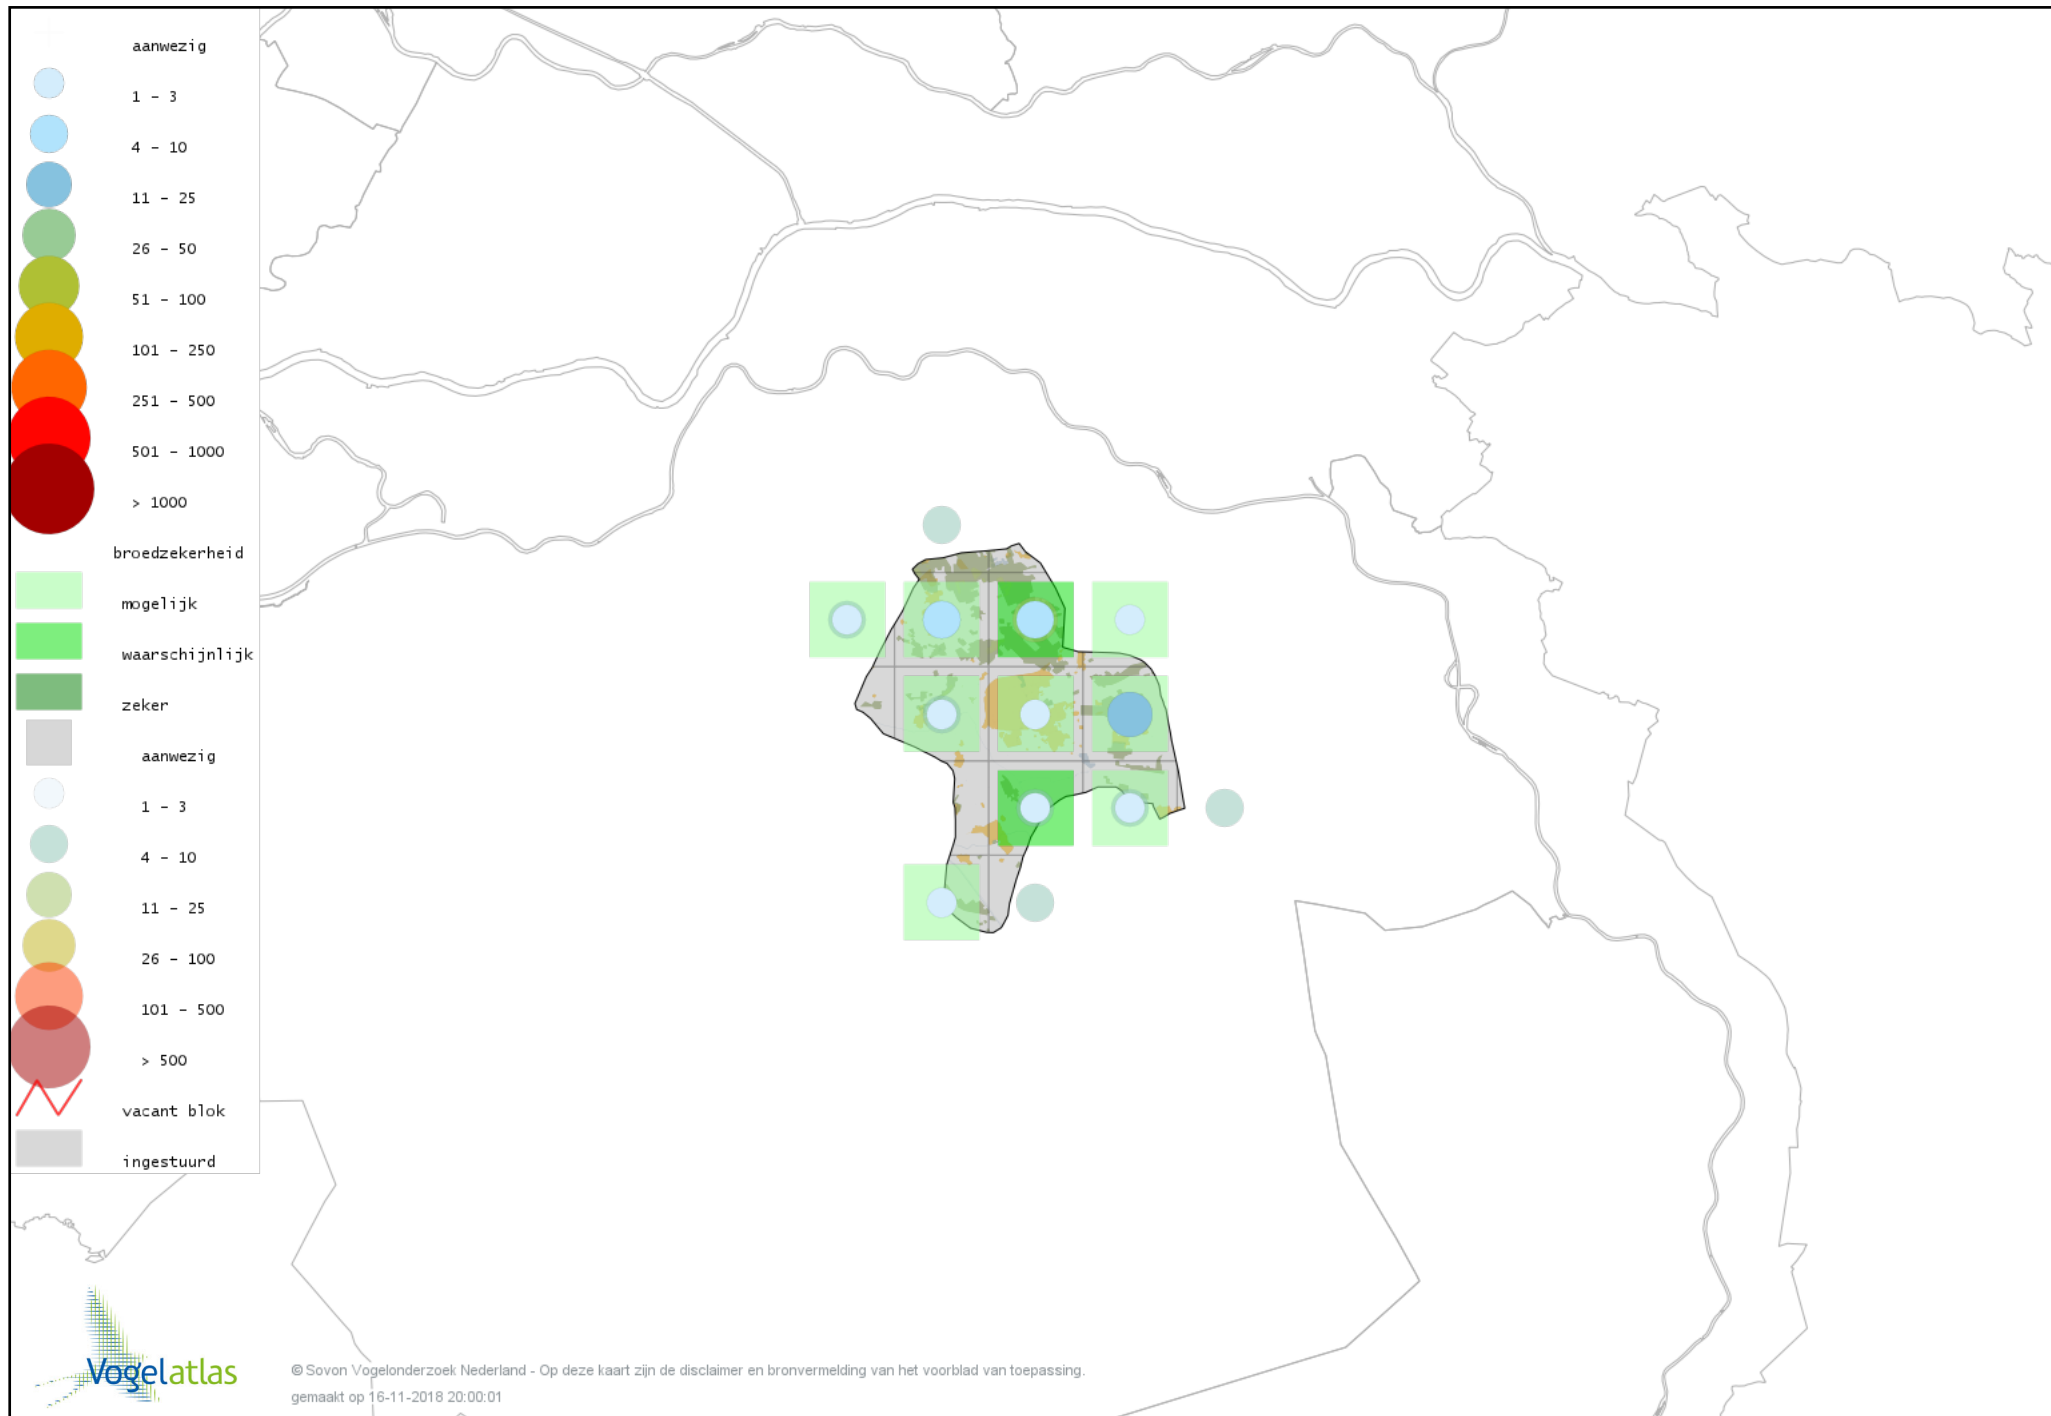 aanwezig
1 - 3
4 - 10
11 - 25
26 - 50
51 - 100
101 - 250
251 - 500
501 - 1000
> 1000
broedzekerheid
mogelijk
waarschijnlijk
zeker
aanwezig
1 - 3
4 - 10
11 - 25
26 - 100
101 - 500
> 500
vacant blok
ingestuurd
Vogelatlas
© Sovon Vogelonderzoek Nederland - Op deze kaart zijn de disclaimer en bronvermelding van het voorblad van toepassing.
gemaakt op 16-11-2018 20:00:01